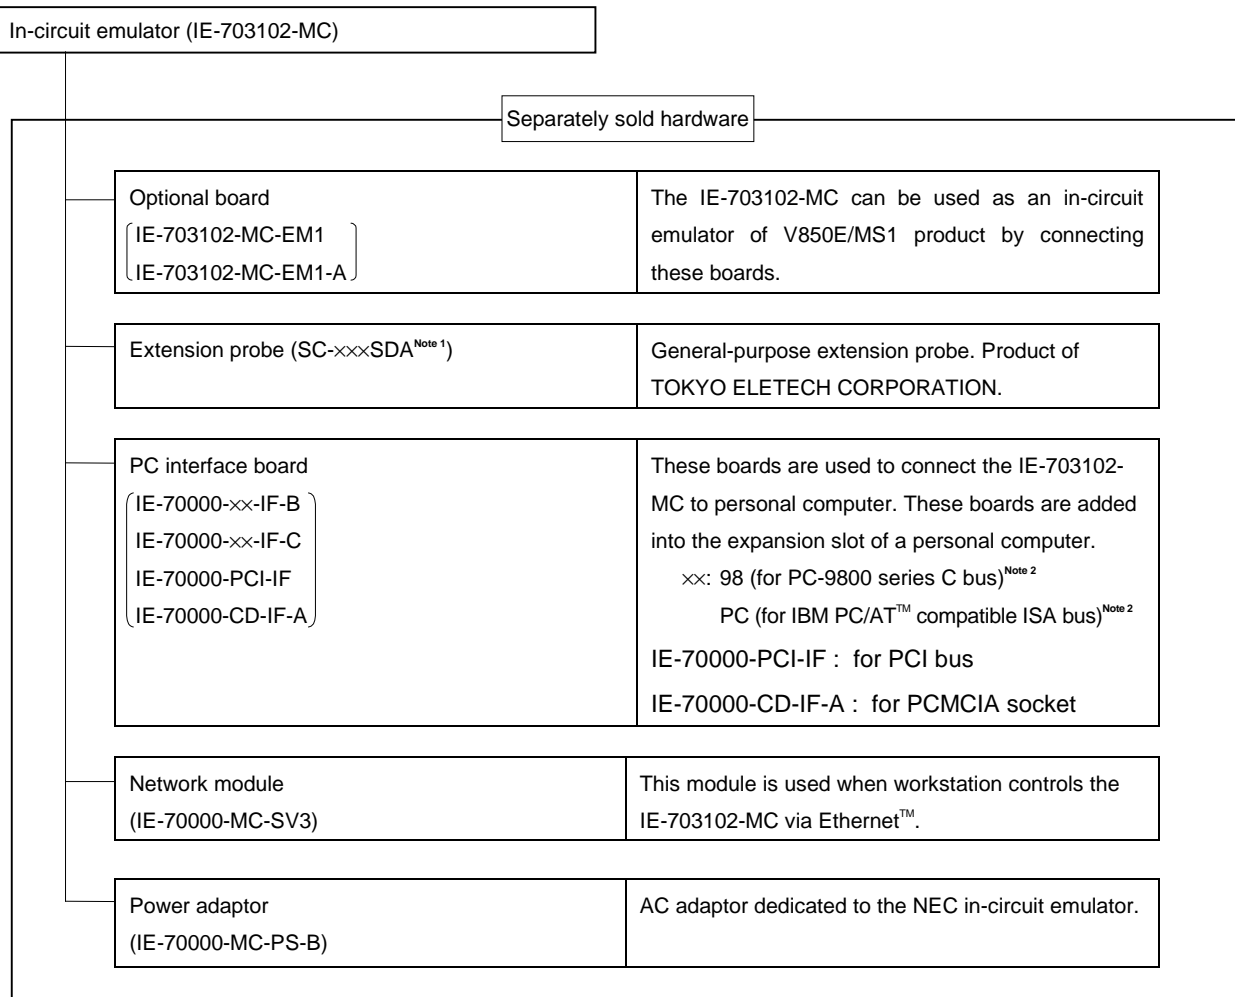 In-circuit emulator (IE-703102-MC)
Separately sold hardware
Optional board
IE-703102-MC-EM1
IE-703102-MC-EM1-A
The IE-703102-MC can be used as an in-circuit
emulator of V850E/MS1 product by connecting
these boards.
Extension probe (SC-×××SDA Note 1)
General-purpose extension probe. Product of
TOKYO ELETECH CORPORATION.
PC interface board
IE-70000-××-IF-B
IE-70000-××-IF-C
IE-70000-PCI-IF
IE-70000-CD-IF-A
These boards are used to connect the IE-703102-
MC to personal computer. These boards are added
into the expansion slot of a personal computer.
××: 98 (for PC-9800 series C bus) Note 2
PC (for IBM PC/AT™ compatible ISA bus) Note 2
IE-70000-PCI-IF : for PCI bus
IE-70000-CD-IF-A : for PCMCIA socket
Network module
(IE-70000-MC-SV3)
This module is used when workstation controls the
IE-703102-MC via Ethernet™.
Power adaptor
(IE-70000-MC-PS-B)
AC adaptor dedicated to the NEC in-circuit emulator.